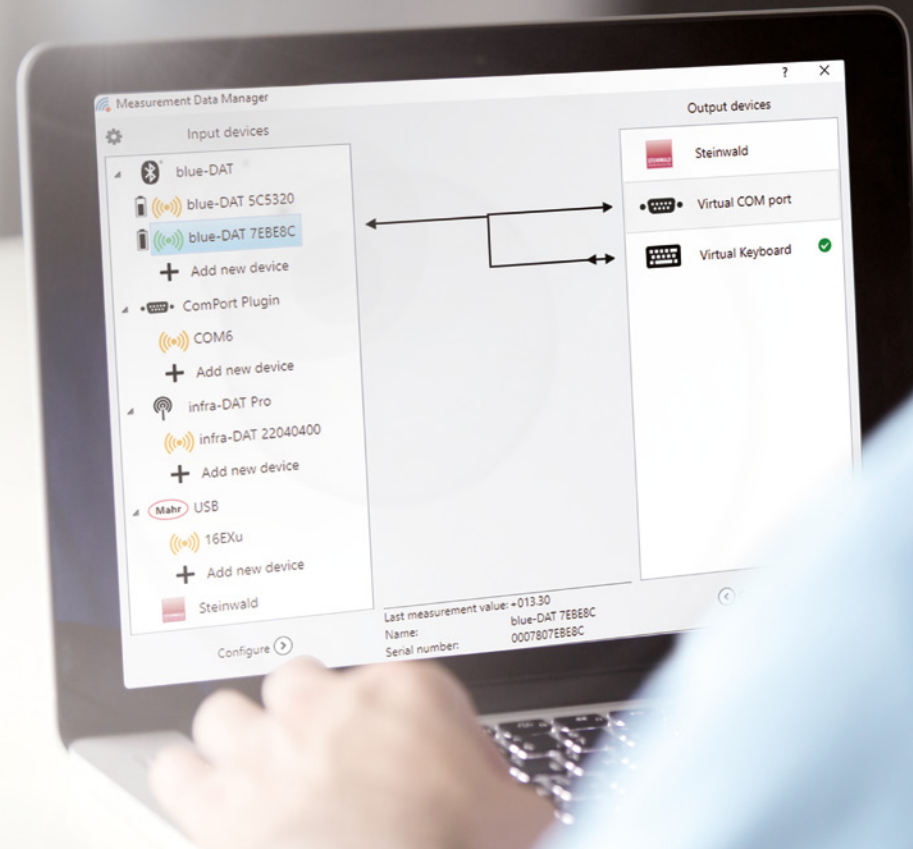 Measurement Data Manager
? X
Input devices
blue-DAT
blue-DAT 5C5320
blue-DAT 7EBE8C
Add new device
ComPort Plugin
COM6
Add new device
infra-DAT Pro
infra-DAT 22040400
Add new device
Mahr USB
16EXu
Add new device
Steinwald
Configure
Output devices
Steinwald
Virtual COM port
Virtual Keyboard
Last measurement value: +013.30
Name: blue-DAT 7EBE8C
Serial number: 0007807EBE8C